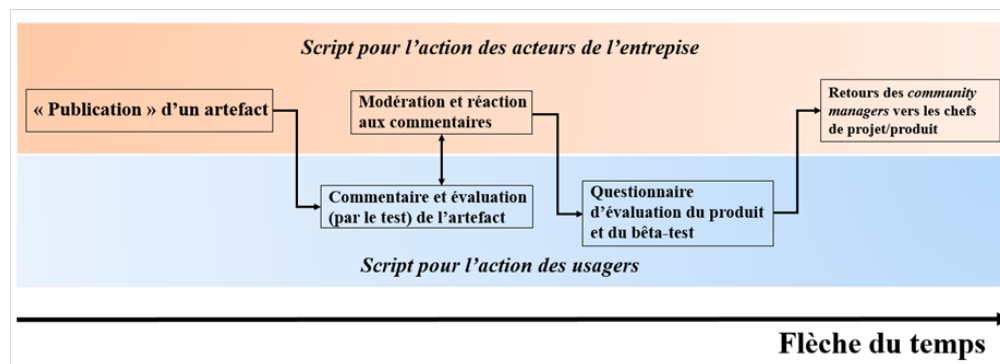 Script pour l’action des acteurs de l’entrepise
« Publication » d’un artefact
Modération et réaction
aux commentaires
Retours des community
managers vers les chefs
de projet/produit
Commentaire et évaluation
(par le test) de l’artefact
Questionnaire
d’évaluation du produit
et du bêta-test
Script pour l’action des usagers
Flèche du temps